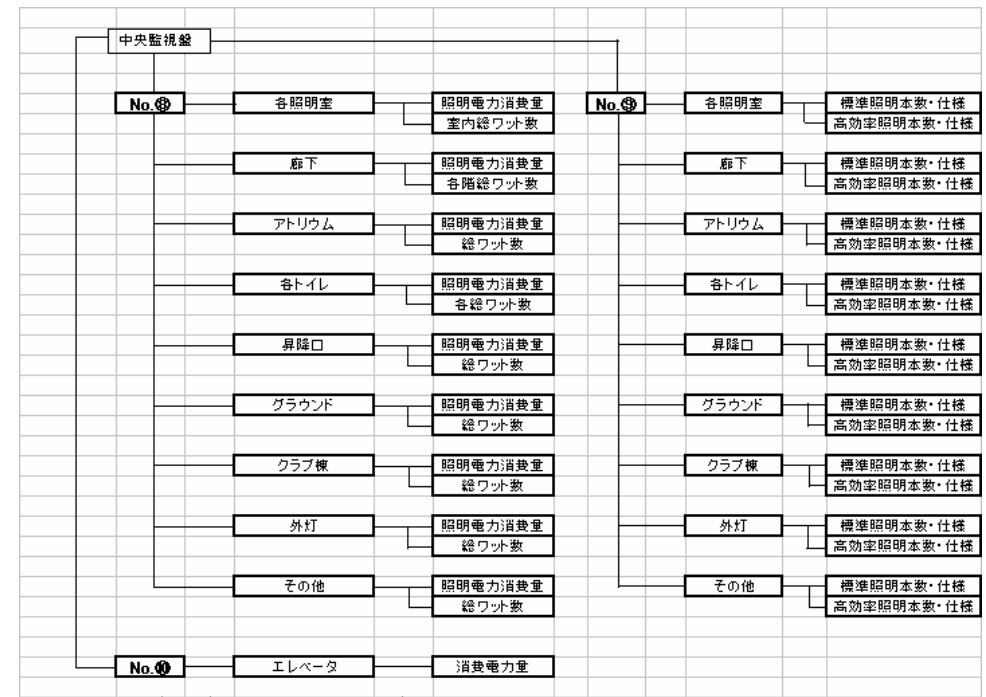 中央監視盤
No.❽ 各照明室 照明電力消費量 No.❾ 各照明室 標準照明本数・仕様
室内総ワット数 高効率照明本数・仕様
廊下 照明電力消費量 廊下 標準照明本数・仕様
各階総ワット数 高効率照明本数・仕様
アトリウム 照明電力消費量 アトリウム 標準照明本数・仕様
総ワット数 高効率照明本数・仕様
各トイレ 照明電力消費量 各トイレ 標準照明本数・仕様
各総ワット数 高効率照明本数・仕様
昇降口 照明電力消費量 昇降口 標準照明本数・仕様
総ワット数 高効率照明本数・仕様
グラウンド 照明電力消費量 グラウンド 標準照明本数・仕様
総ワット数 高効率照明本数・仕様
クラブ棟 照明電力消費量 クラブ棟 標準照明本数・仕様
総ワット数 高効率照明本数・仕様
外灯 照明電力消費量 外灯 標準照明本数・仕様
総ワット数 高効率照明本数・仕様
その他 照明電力消費量 その他 標準照明本数・仕様
総ワット数 高効率照明本数・仕様
No.❿ エレベータ 消費電力量